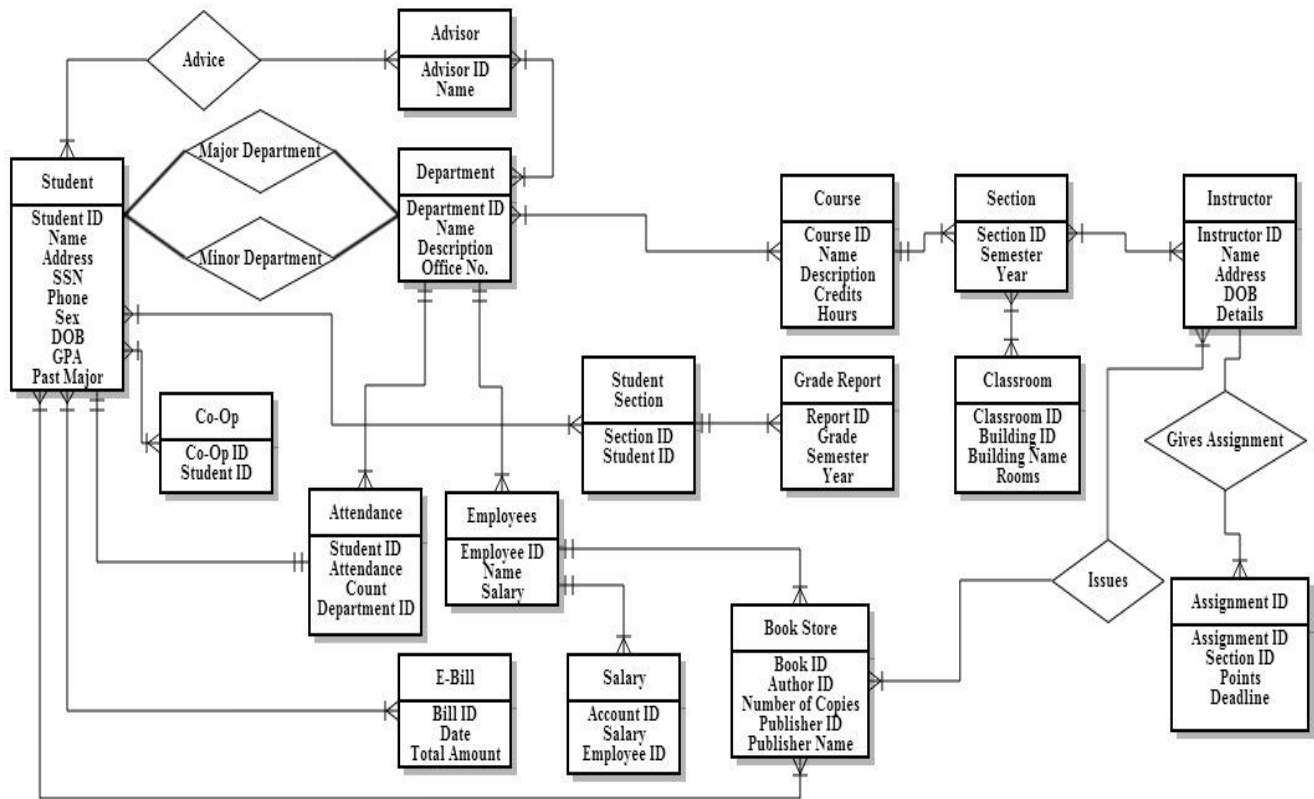 Advice
Advisor
Advisor ID
Name
Major Department
Minor Department
Student
Student ID
Name
Address
SSN
Phone
Sex
DOB
GPA
Past Major
Department
Department ID
Name
Description
Office No.
Course
Course ID
Name
Description
Credits
Hours
Section
Section ID
Semester
Year
Instructor
Instructor ID
Name
Address
DOB
Details
Co-Op
Co-Op ID
Student ID
Student
Section
Section ID
Student ID
Grade Report
Report ID
Grade
Semester
Year
Classroom
Classroom ID
Building ID
Building Name
Rooms
Gives Assignment
Attendance
Student ID
Attendance
Count
Department ID
Employees
Employee ID
Name
Salary
Issues
Assignment ID
Assignment ID
Section ID
Points
Deadline
E-Bill
Bill ID
Date
Total Amount
Salary
Account ID
Salary
Employee ID
Book Store
Book ID
Author ID
Number of Copies
Publisher ID
Publisher Name